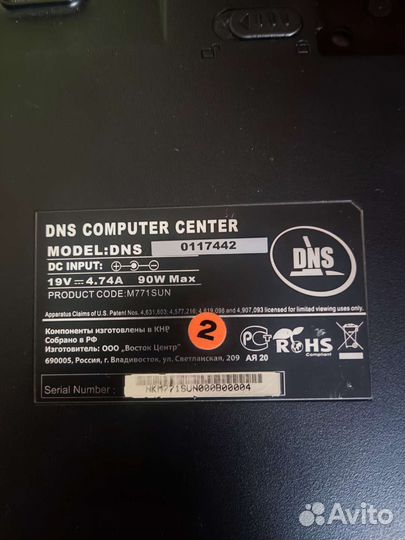 DNS COMPUTER CENTER
MODEL:DNS 0117442
DC INPUT:
19V 4.74A 90W Max
PRODUCT CODE:M771SUN
DNS
Apparatus Claims of U.S. Patent Nos. 4,631,603; 4,577,216; 4,619,098 and 4,907,093 licensed for limited viewing uses only.
Компоненты изготовлены в КНР
Собрано в РФ
Изготовитель: ООО „Восток Центр"
690005, Россия, г. Владивосток, ул. Светланская, 209
2
АЯ 20
RoHS
Compliant
Serial Number :
NKM771SUN000B00004
Avito